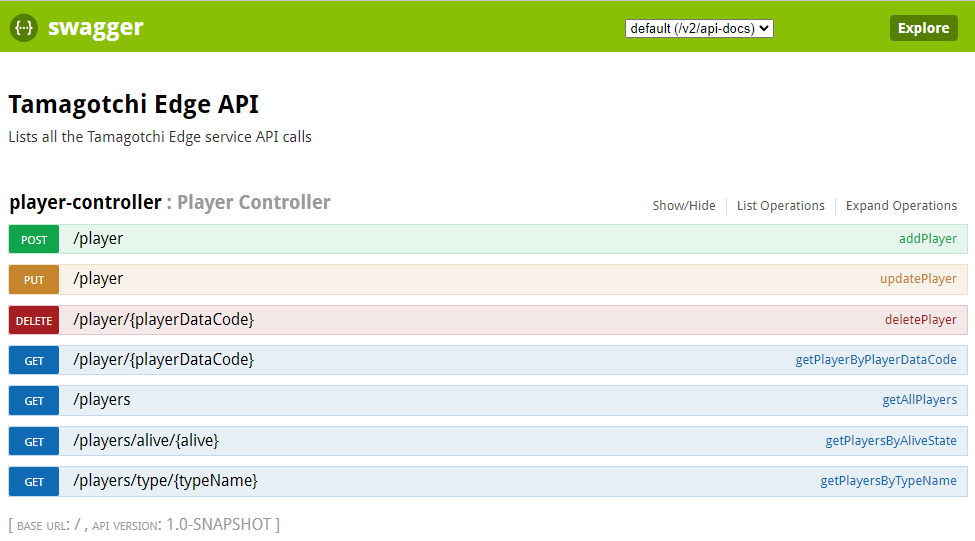 {··} swagger default (/v2/api-docs) Explore
Tamagotchi Edge API
Lists all the Tamagotchi Edge service API calls
player-controller : Player Controller Show/Hide List Operations Expand Operations
POST /player addPlayer
PUT /player updatePlayer
DELETE /player/{playerDataCode} deletePlayer
GET /player/{playerDataCode} getPlayerByPlayerDataCode
GET /players getAllPlayers
GET /players/alive/{alive} getPlayersByAliveState
GET /players/type/{typeName} getPlayersByTypeName
[ BASE URL: / , API VERSION: 1.0-SNAPSHOT ]